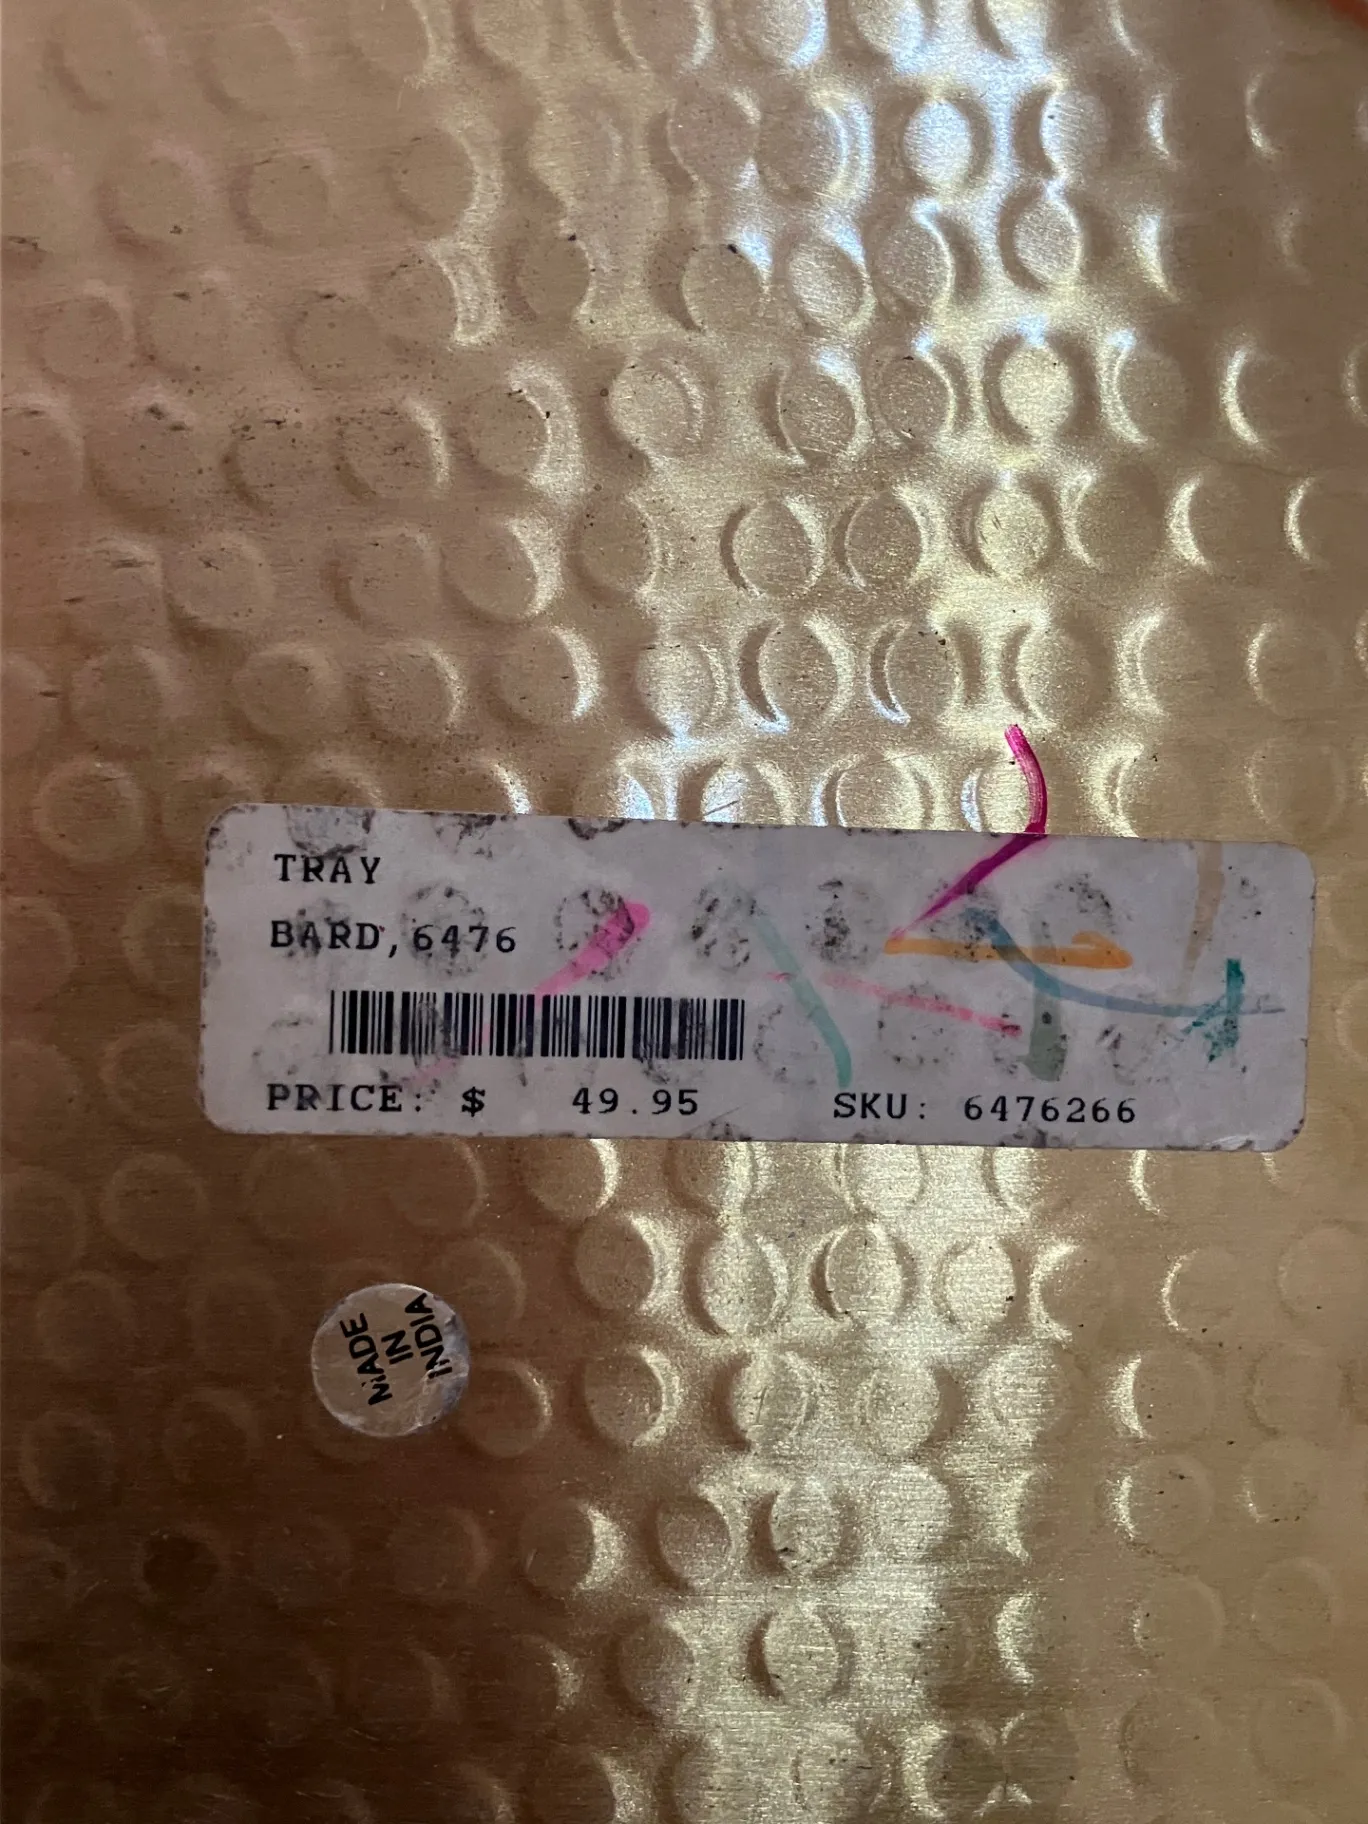 TRAY
BARD,6476
PRICE: $ 49.95 SKU: 6476266
MADE
IN
INDIA